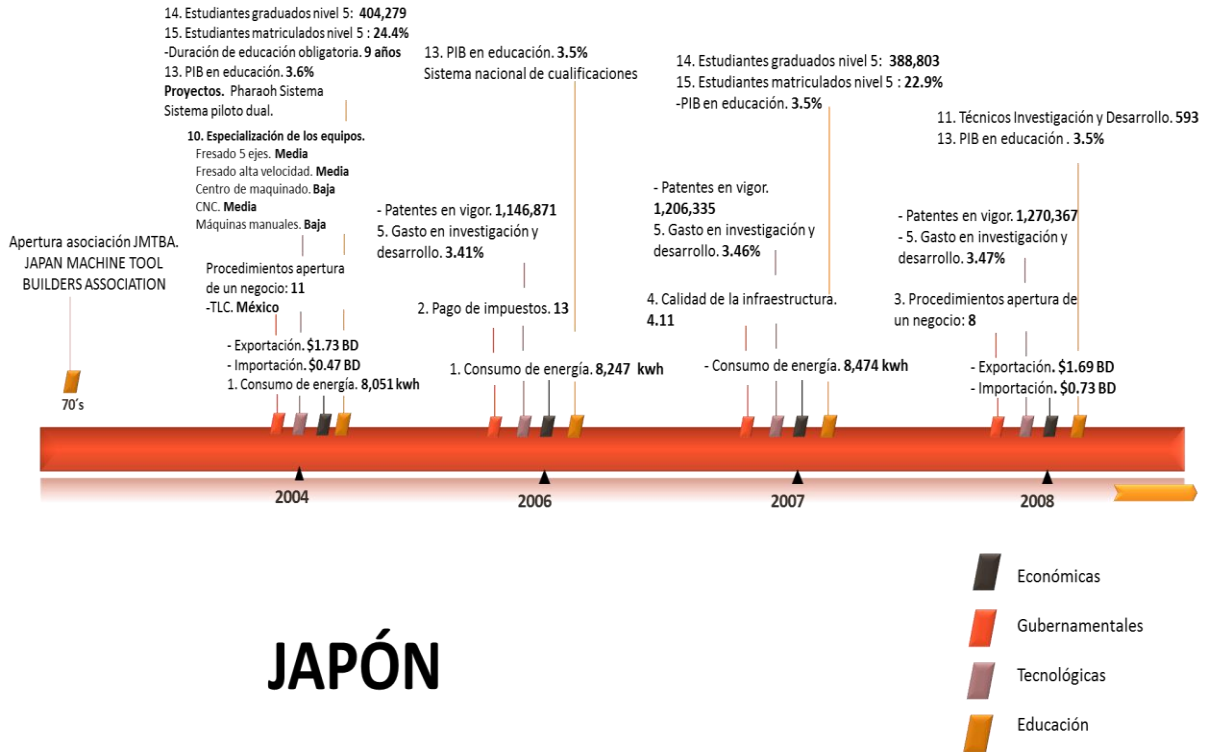 14. Estudiantes graduados nivel 5: 404,279
15. Estudiantes matriculados nivel 5 : 24.4%
-Duración de educación obligatoria. 9 años
13. PIB en educación. 3.6%
Proyectos. Pharaoh Sistema
Sistema piloto dual.
10. Especialización de los equipos.
Fresado 5 ejes. Media
Fresado alta velocidad. Media
Centro de maquinado. Baja
CNC. Media
Máquinas manuales. Baja
Apertura asociación JMTBA.
JAPAN MACHINE TOOL
BUILDERS ASSOCIATION
70´s
Procedimientos apertura
de un negocio: 11
-TLC. México
- Exportación. $1.73 BD
- Importación. $0.47 BD
1. Consumo de energía. 8,051 kwh
13. PIB en educación. 3.5%
Sistema nacional de cualificaciones
- Patentes en vigor. 1,146,871
5. Gasto en investigación y
desarrollo. 3.41%
2. Pago de impuestos. 13
1. Consumo de energía. 8,247 kwh
14. Estudiantes graduados nivel 5: 388,803
15. Estudiantes matriculados nivel 5 : 22.9%
-PIB en educación. 3.5%
- Patentes en vigor.
1,206,335
5. Gasto en investigación y
desarrollo. 3.46%
4. Calidad de la infraestructura.
4.11
- Consumo de energía. 8,474 kwh
11. Técnicos Investigación y Desarrollo. 593
13. PIB en educación . 3.5%
- Patentes en vigor. 1,270,367
- 5. Gasto en investigación y
desarrollo. 3.47%
3. Procedimientos apertura de
un negocio: 8
- Exportación. $1.69 BD
- Importación. $0.73 BD
2004
2006
2007
2008
Económicas
Gubernamentales
Tecnológicas
Educación
JAPÓN